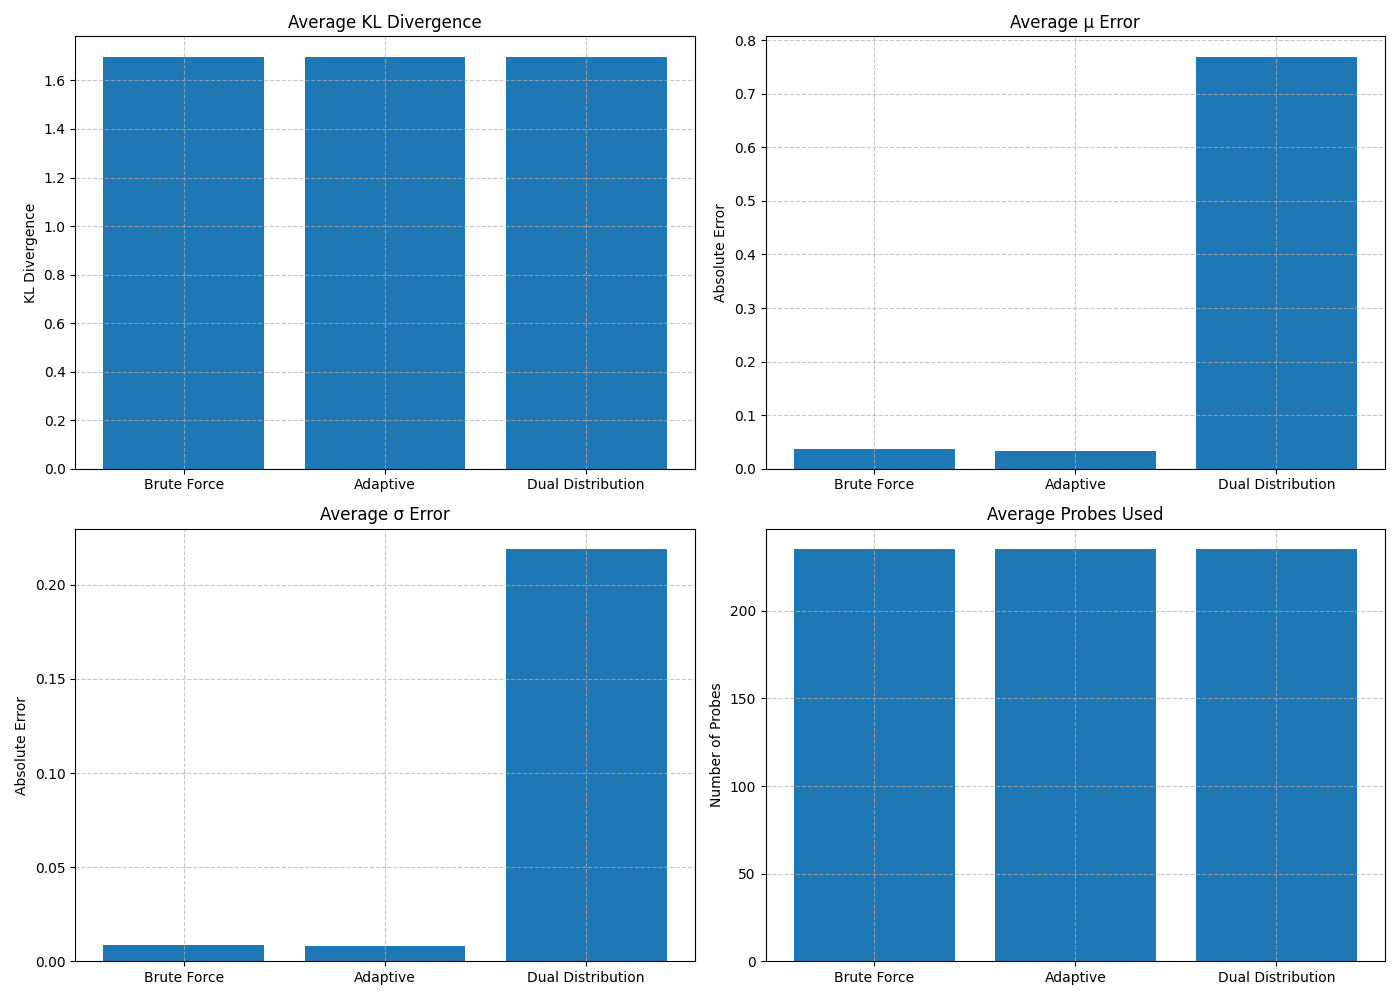 Average KL Divergence
KL Divergence
1.6
1.4
1.2
1.0
0.8
0.6
0.4
0.2
0.0
Brute Force Adaptive Dual Distribution
Average μ Error
Absolute Error
0.8
0.7
0.6
0.5
0.4
0.3
0.2
0.1
0.0
Brute Force Adaptive Dual Distribution
Average σ Error
Absolute Error
0.20
0.15
0.10
0.05
0.00
Brute Force Adaptive Dual Distribution
Average Probes Used
Number of Probes
200
150
100
50
0
Brute Force Adaptive Dual Distribution